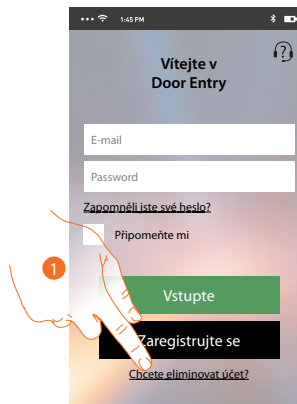 1:45 PM
Vítejte v
Door Entry
E-mail
Password
Zapomněli jste své heslo?
Připomeňte mi
1
Vstupte
Zaregistrujte se
Chcete eliminovat účet?